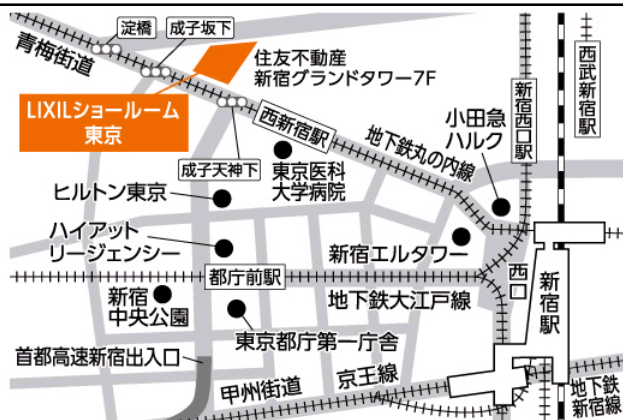 淀橋
成子坂下
青梅街道
住友不動産
新宿グランドタワー7F
LIXILショールーム
東京
西新宿駅
成子天神下
地下鉄丸の内線
小田急
ハルク
新宿西口駅
西武新宿駅
東京医科
大学病院
ヒルトン東京
ハイアット
リージェンシー
新宿エルタワー
都庁前駅
地下鉄大江戸線
西口
新宿駅
新宿
中央公園
東京都庁第一庁舎
首都高速新宿出入口
甲州街道
京王線
地下鉄
新宿線